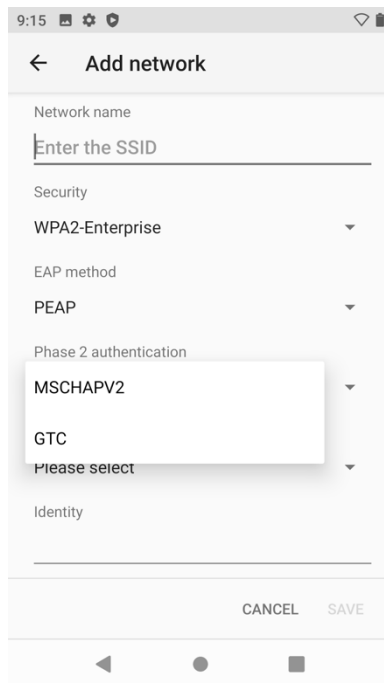 9:15
Add network
Network name
Enter the SSID
Security
WPA2-Enterprise
EAP method
PEAP
Phase 2 authentication
MSCHAPV2
GTC
Please select
Identity
CANCEL SAVE